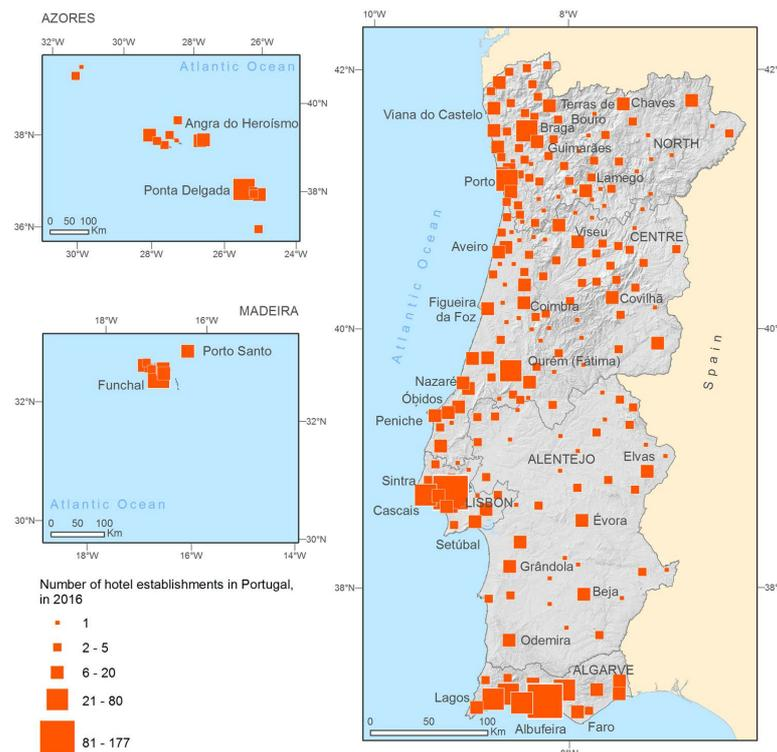 AZORES
32°W 30°W 28°W 26°W
Atlantic Ocean
40°N
Angra do Heroísmo
38°N
Ponta Delgada
38°N
0 50 100
Km
36°N
30°W 28°W 26°W 24°W
MADEIRA
18°W 16°W
Porto Santo
Funchal
32°N
32°N
Atlantic Ocean
0 50 100
Km
30°N
30°N
18°W 16°W 14°W
Number of hotel establishments in Portugal,
in 2016
1
2 - 5
6 - 20
21 - 80
81 - 177
10°W 8°W
42°N
42°N
Viana do Castelo
Terras de
Bouro
Chaves
Braga
Guimarães
NORTH
Porto
Lamego
Viseu
CENTRE
Aveiro
Atlantic Ocean
Figueira
da Foz
Coimbra
Covilhã
40°N
40°N
Spain
Ourém (Fátima)
Nazaré
Óbidos
Peniche
ALENTEJO
Elvas
Sintra
LISBON
Cascais
Évora
Setúbal
38°N
38°N
Grândola
Beja
Odemira
ALGARVE
Lagos
Albufeira
Faro
0 50 100
Km